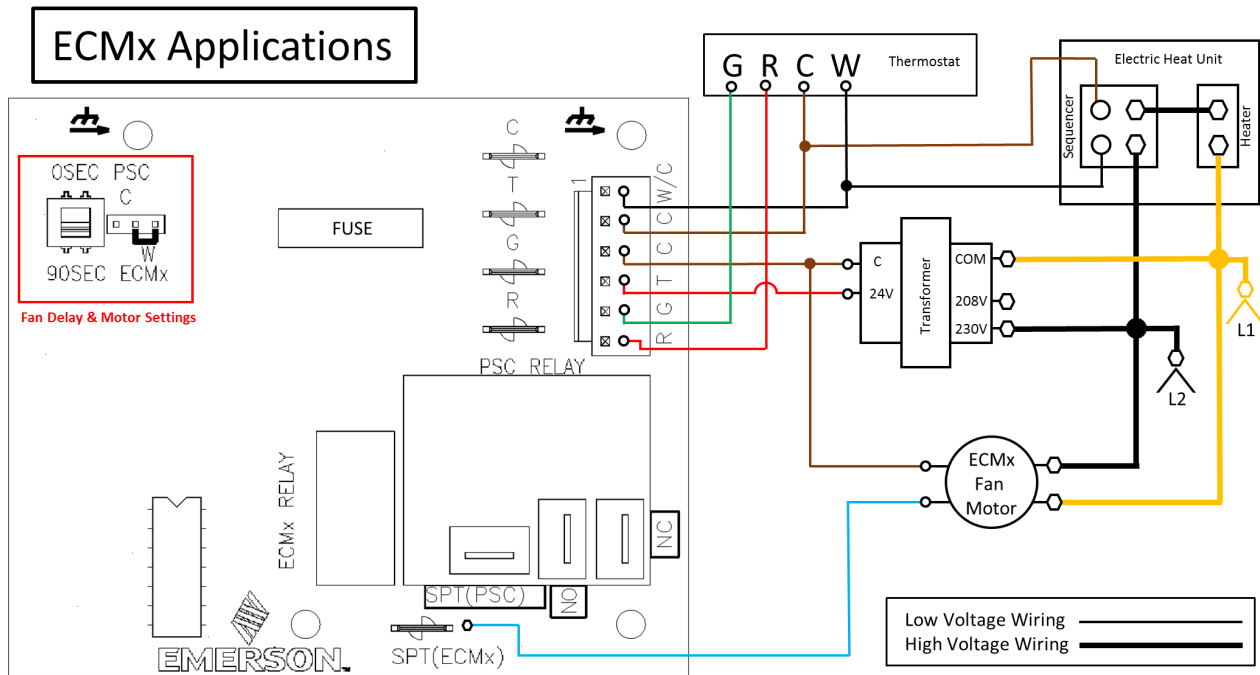 ECMx Applications
G R C W Thermostat
Electric Heat Unit
Sequencer
Heater
0SEC PSC
C
W
90SEC ECMx
Fan Delay & Motor Settings
FUSE
C
T
G
R
1
W/C
C
C
T
G
R
C
24V
Transformer
COM
208V
230V
L1
L2
PSC RELAY
ECMx RELAY
ECMx
Fan
Motor
NC
NO
SPT(PSC)
SPT(ECMx)
EMERSON™
Low Voltage Wiring
High Voltage Wiring